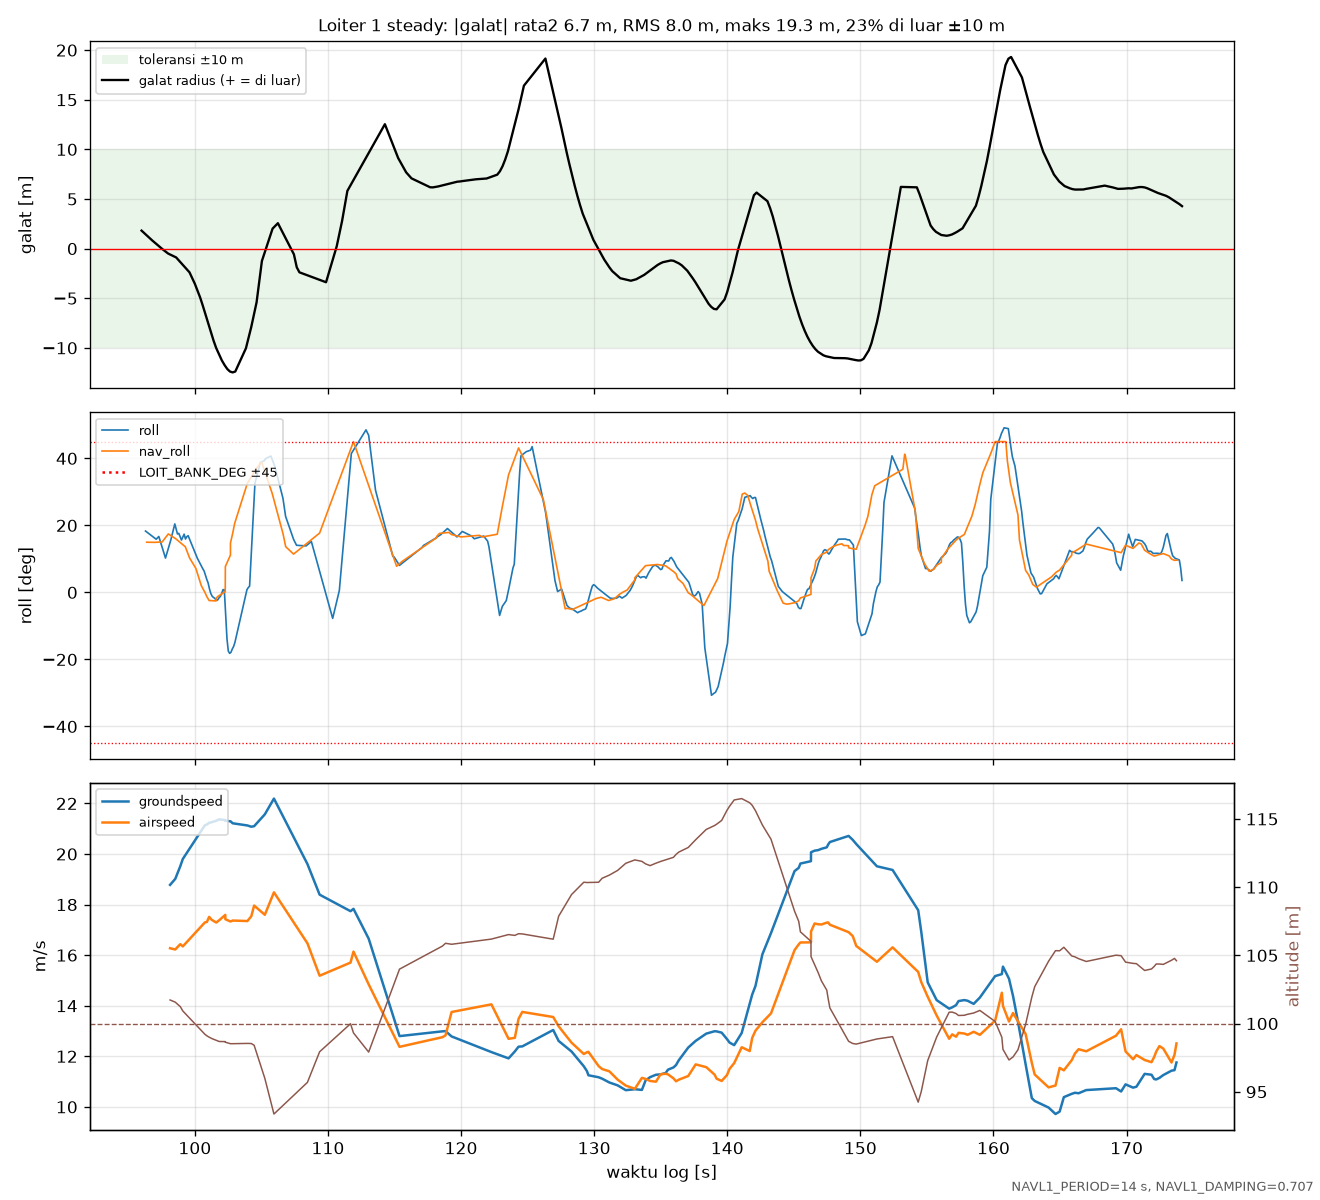 Loiter 1 steady: |galat| rata2 6.7 m, RMS 8.0 m, maks 19.3 m, 23% di luar ±10 m
20
15
10
5
0
−5
−10
galat [m]
toleransi ±10 m
galat radius (+ = di luar)
40
20
0
−20
−40
roll [deg]
roll
nav_roll
LOIT_BANK_DEG ±45
22
20
18
16
14
12
10
m/s
groundspeed
airspeed
115
110
105
100
95
altitude [m]
100
110
120
130
140
150
160
170
waktu log [s]
NAVL1_PERIOD=14 s, NAVL1_DAMPING=0.707